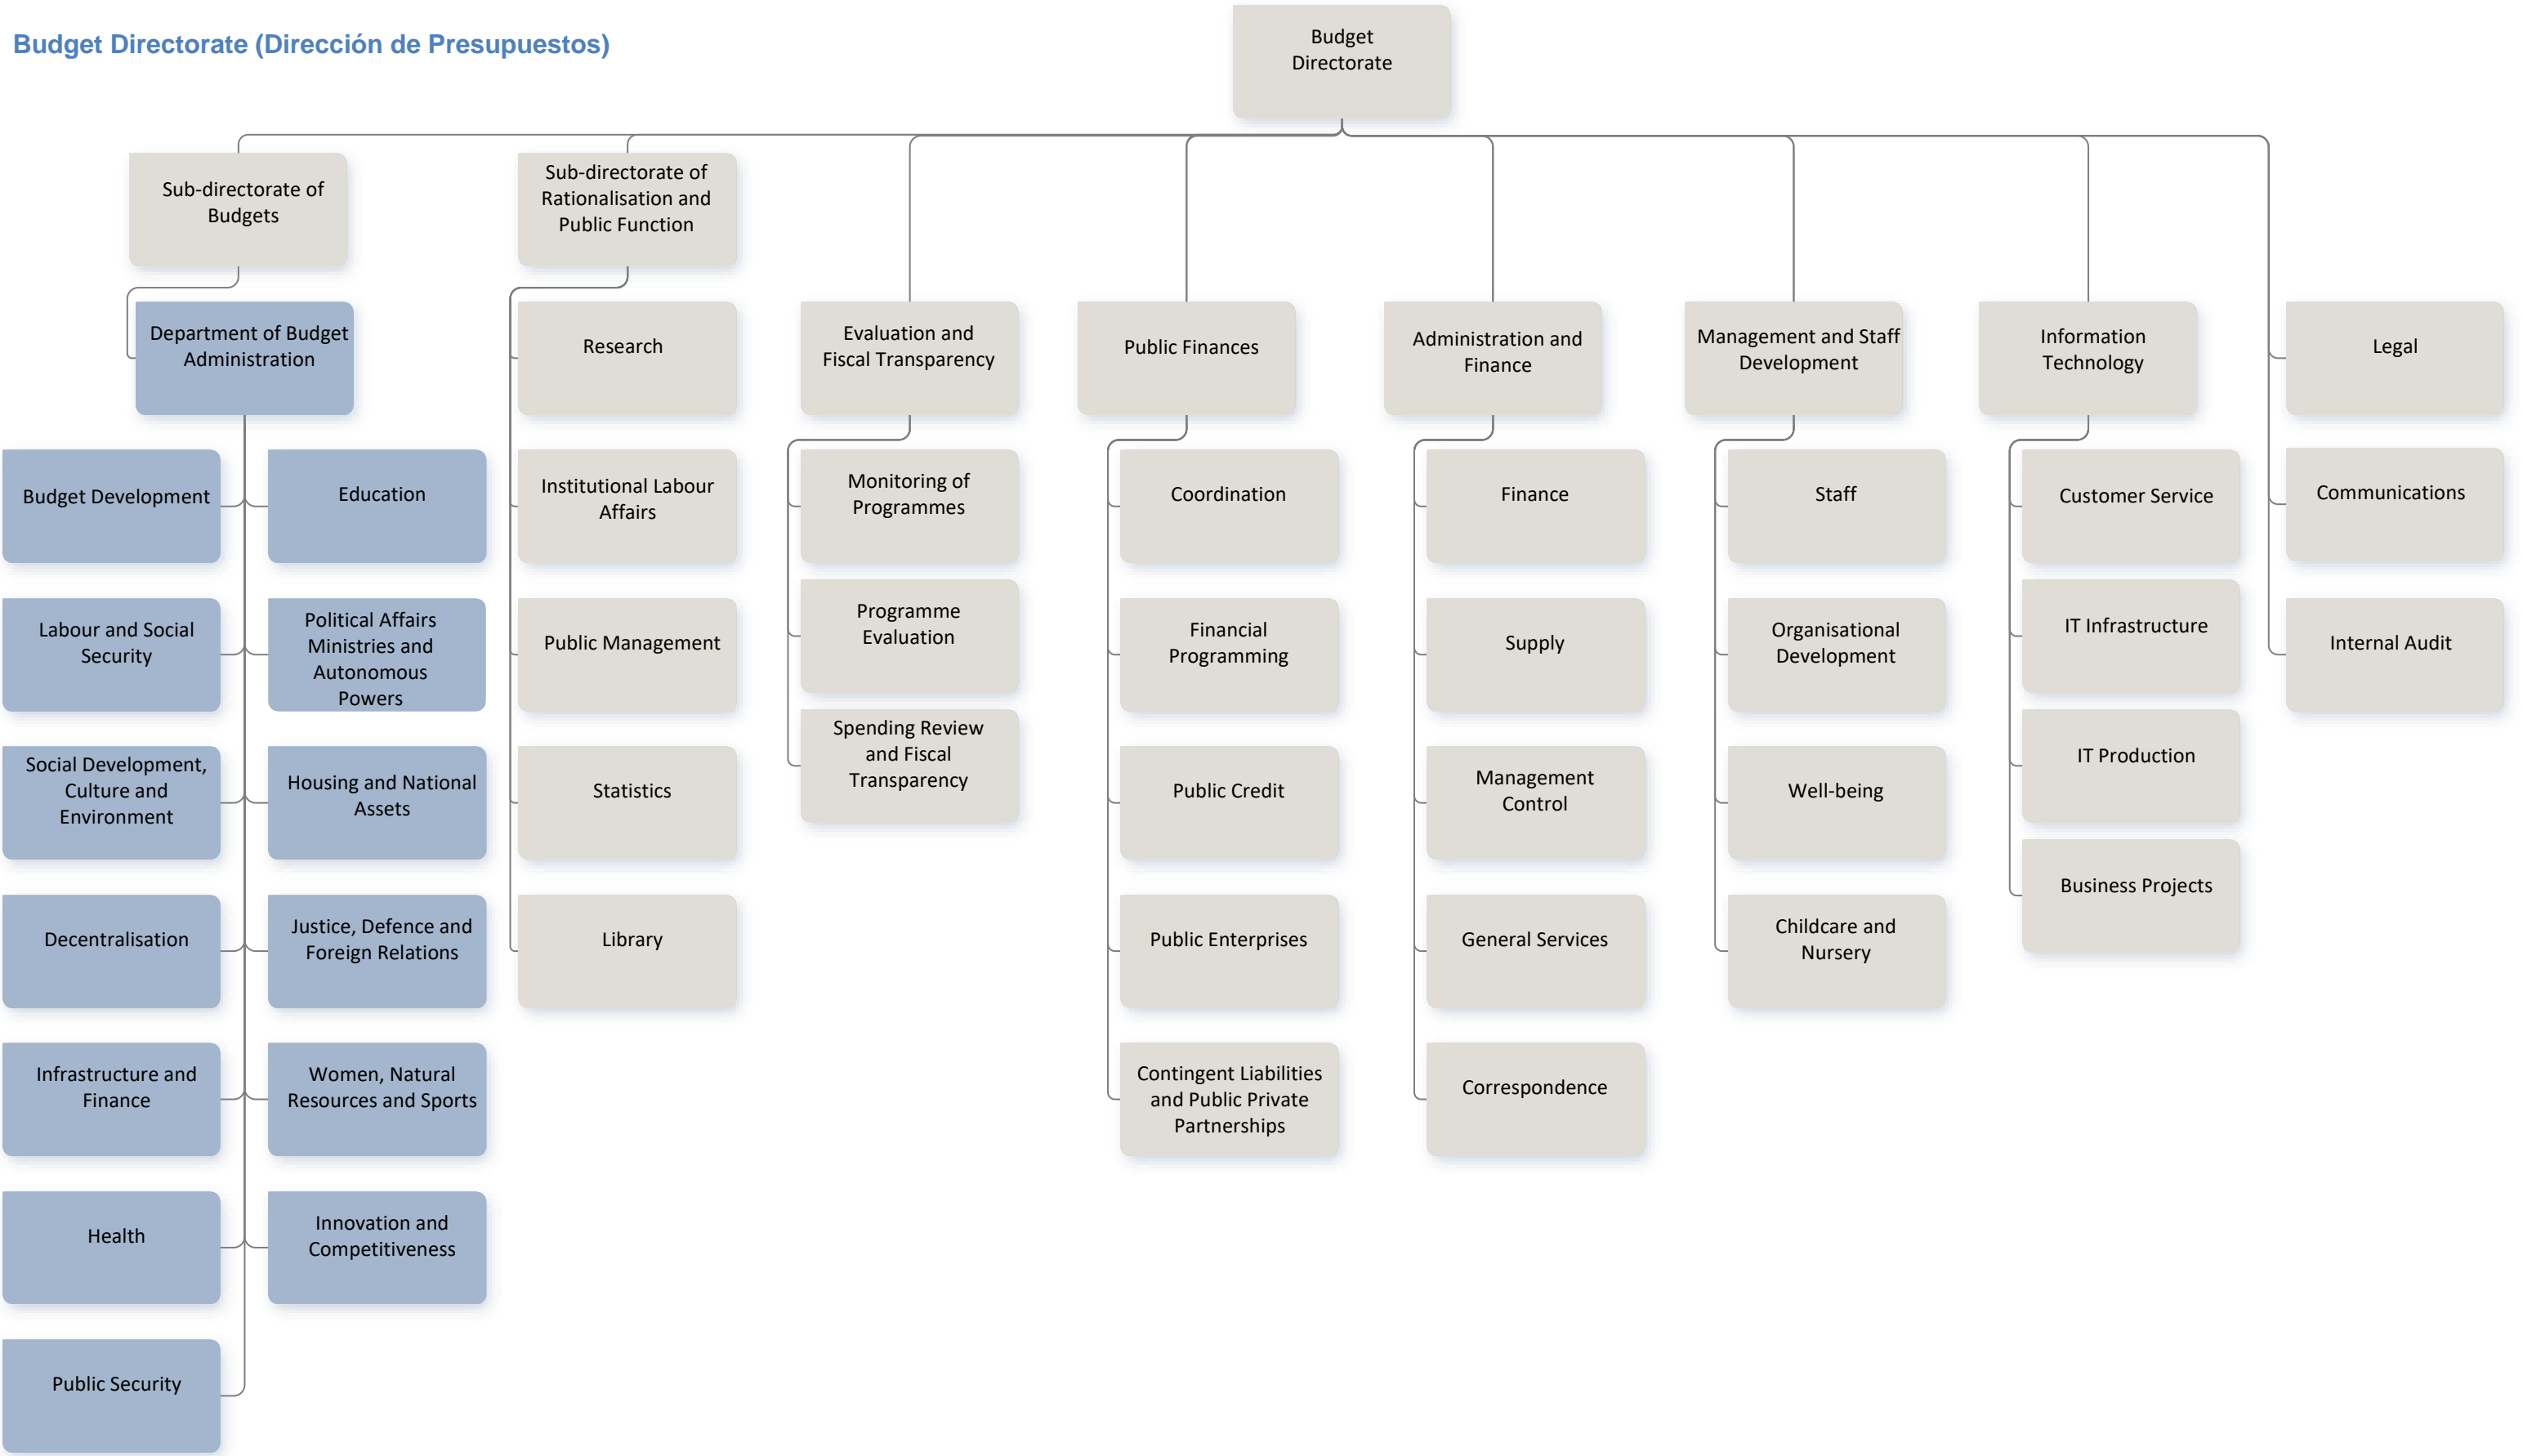 Budget Directorate (Dirección de Presupuestos)
Budget
Directorate
Sub-directorate of
Budgets
Sub-directorate of
Rationalisation and
Public Function
Department of Budget
Administration
Research
Evaluation and
Fiscal Transparency
Public Finances
Administration and
Finance
Management and Staff
Development
Information
Technology
Legal
Budget Development
Education
Institutional Labour
Affairs
Monitoring of
Programmes
Coordination
Finance
Staff
Customer Service
Communications
Labour and Social
Security
Political Affairs
Ministries and
Autonomous
Powers
Public Management
Programme
Evaluation
Financial
Programming
Supply
Organisational
Development
IT Infrastructure
Internal Audit
Social Development,
Culture and
Environment
Housing and National
Assets
Statistics
Spending Review
and Fiscal
Transparency
Public Credit
Management
Control
Well-being
IT Production
Decentralisation
Justice, Defence and
Foreign Relations
Library
Public Enterprises
General Services
Childcare and
Nursery
Business Projects
Infrastructure and
Finance
Women, Natural
Resources and Sports
Contingent Liabilities
and Public Private
Partnerships
Correspondence
Health
Innovation and
Competitiveness
Public Security